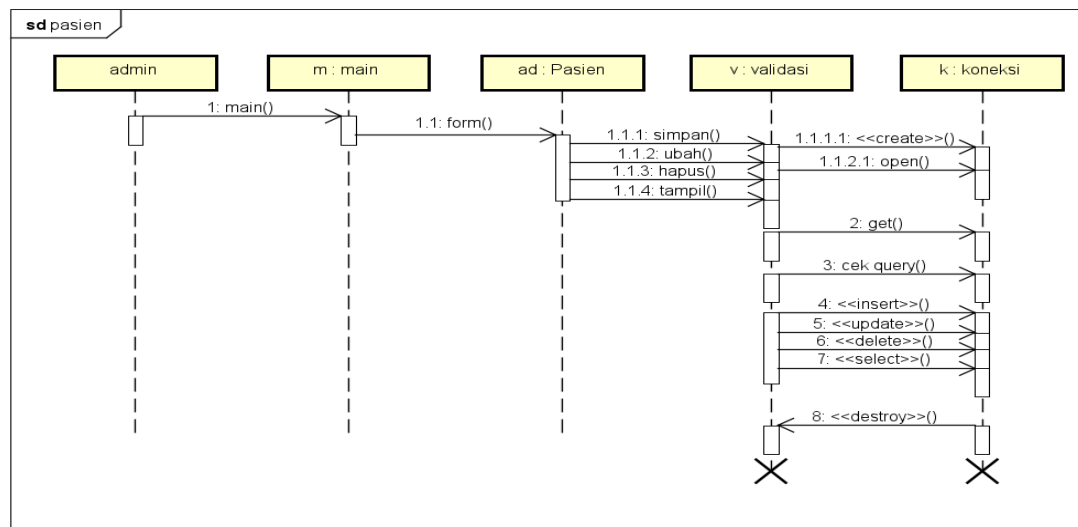 sd pasien
admin
m : main
ad : Pasien
v : validasi
k : koneksi
1: main()
1.1: form()
1.1.1: simpan()
1.1.2: ubah()
1.1.3: hapus()
1.1.4: tampil()
1.1.1.1: <<create>>()
1.1.2.1: open()
2: get()
3: cek query()
4: <<insert>>()
5: <<update>>()
6: <<delete>>()
7: <<select>>()
8: <<destroy>>()